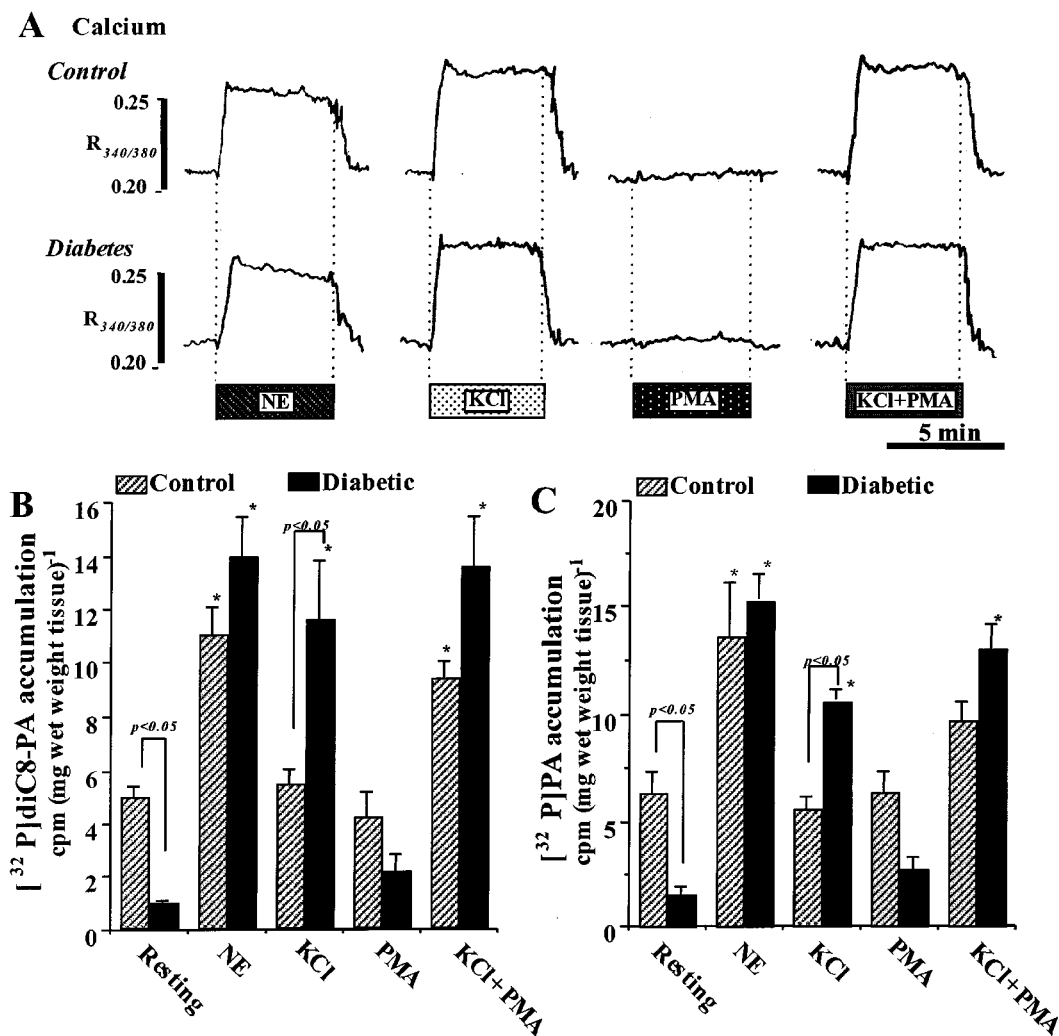 A Calcium
Control
0.25
R340/380
0.20
Diabetes
0.25
R340/380
0.20
NE KCl PMA KCl+PMA
5 min
B
Control Diabetic
[32 P]diC8-PA accumulation
cpm (mg wet weight tissue)-1
16
14
12
10
8
6
4
2
0
p<0.05
p<0.05
*
*
*
*
*
Resting NE KCl PMA KCl+PMA
C
Control Diabetic
[32 P]PA accumulation
cpm (mg wet weight tissue)-1
20
15
10
5
0
p<0.05
p<0.05
*
*
*
*
Resting NE KCl PMA KCl+PMA